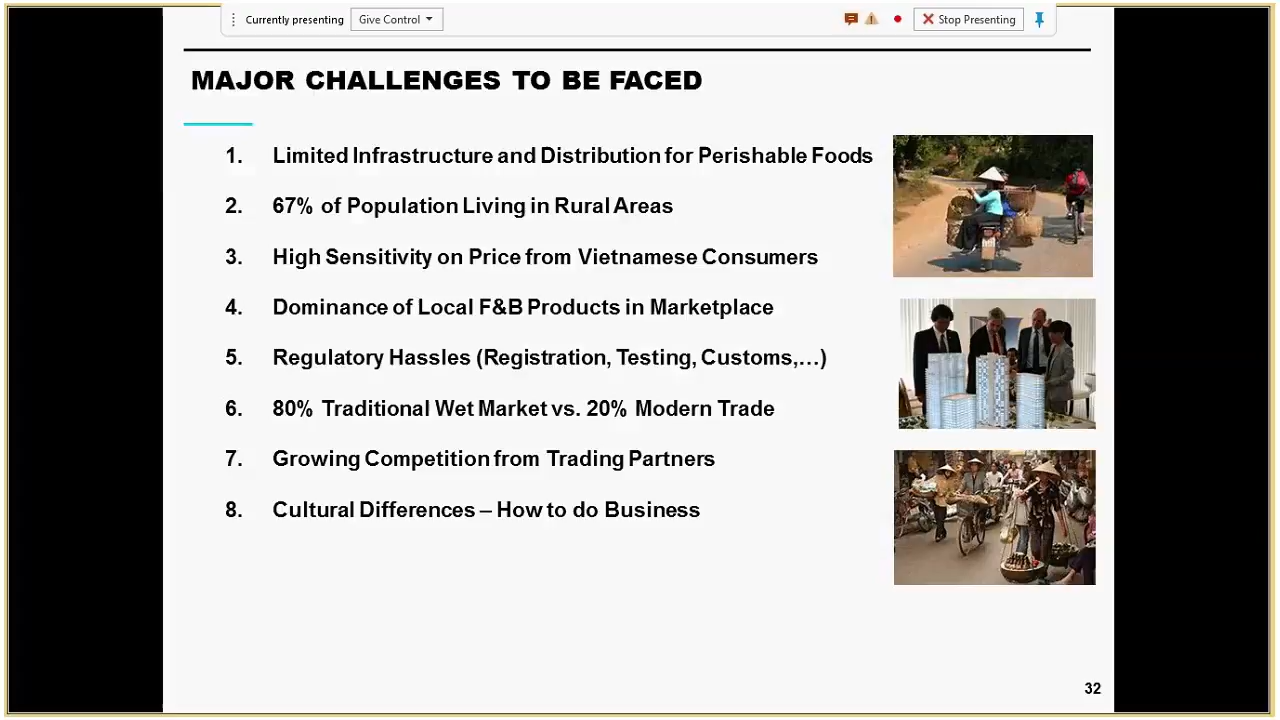 Currently presenting Give Control Stop Presenting
MAJOR CHALLENGES TO BE FACED
1. Limited Infrastructure and Distribution for Perishable Foods
2. 67% of Population Living in Rural Areas
3. High Sensitivity on Price from Vietnamese Consumers
4. Dominance of Local F&B Products in Marketplace
5. Regulatory Hassles (Registration, Testing, Customs,…)
6. 80% Traditional Wet Market vs. 20% Modern Trade
7. Growing Competition from Trading Partners
8. Cultural Differences – How to do Business
32